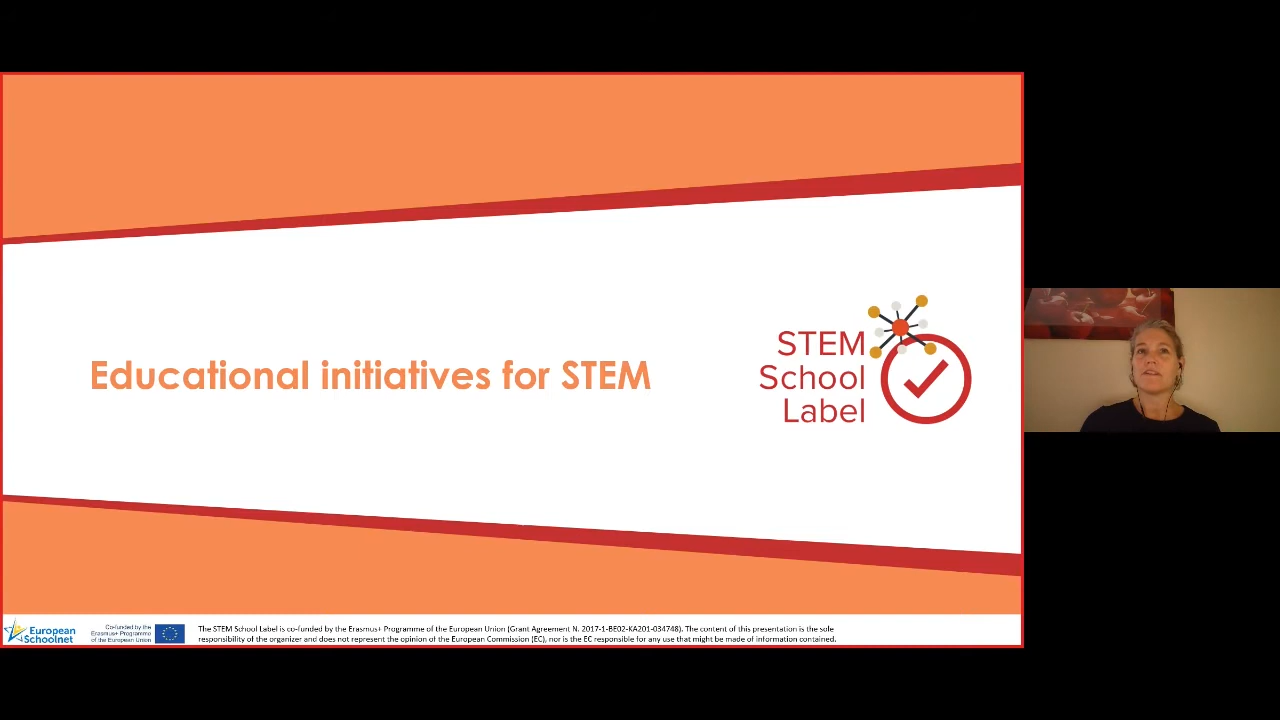 Educational initiatives for STEM
STEM
School
Label
European
Schoolnet
Co-funded by the
Erasmus+ Programme
of the European Union
The STEM School Label is co-funded by the Erasmus+ Programme of the European Union (Grant Agreement N. 2017-1-BE02-KA201-034748). The content of this presentation is the sole
responsibility of the organizer and does not represent the opinion of the European Commission (EC), nor is the EC responsible for any use that might be made of information contained.